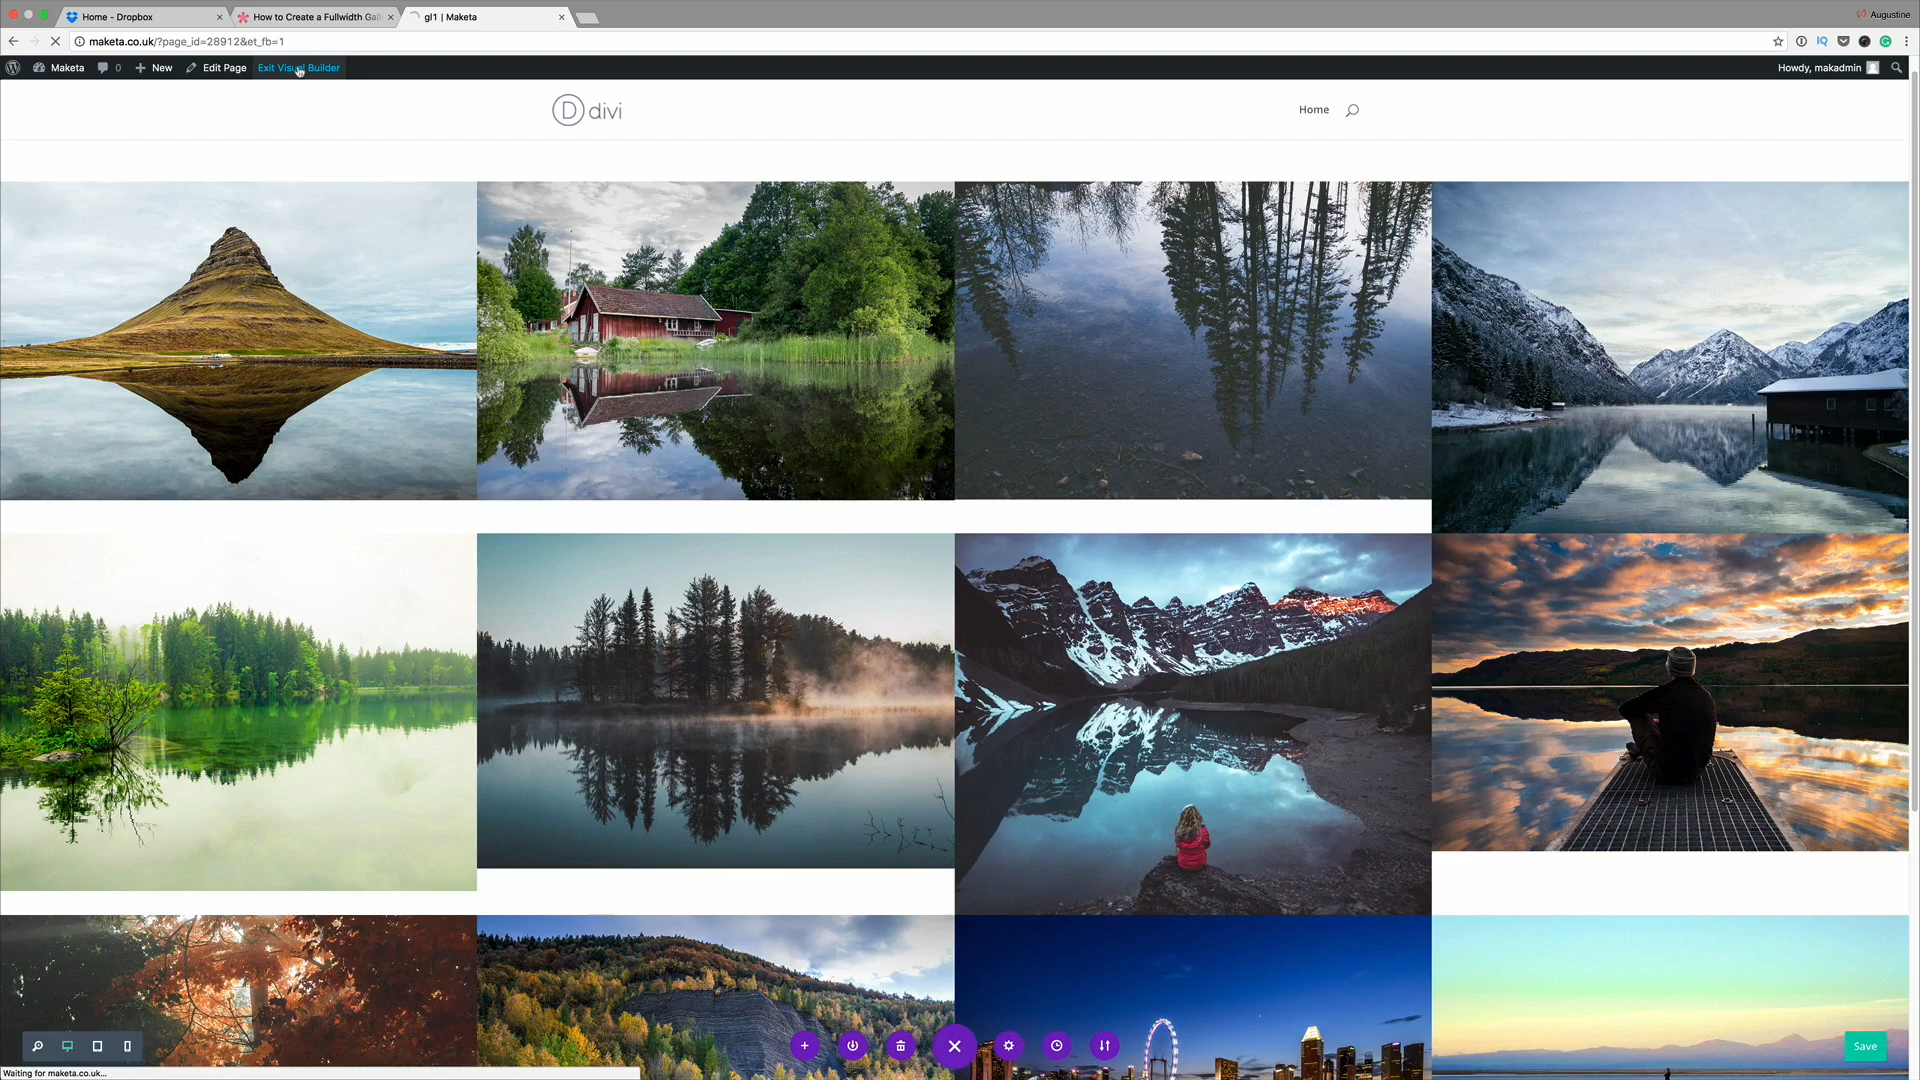 Home - Dropbox
How to Create a Fullwidth Gall
gl1 | Maketa
Augustine
maketa.co.uk/?page_id=28912&et_fb=1
IQ
Maketa
0
New
Edit Page
Exit Visual Builder
Howdy, makadmin
D divi
Home
Save
Waiting for maketa.co.uk...